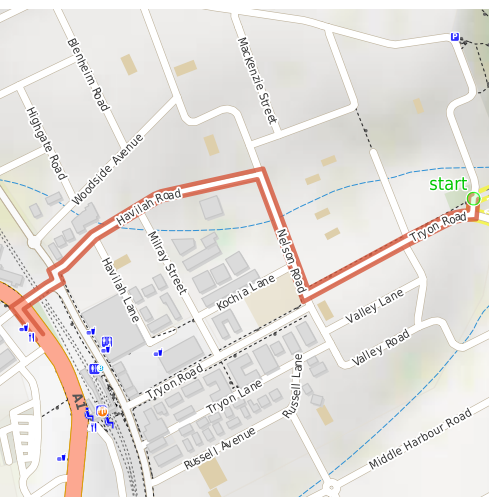 P
Blenheim Road
MacKenzie Street
Highgate Road
Woodside Avenue
start
Havilah Road
Tryon Road
Milray Street
Nelson Road
Havilah Lane
Kochia Lane
Valley Lane
Valley Road
Tryon Road
Tryon Lane
Russell Lane
A1
Russell Avenue
Middle Harbour Road